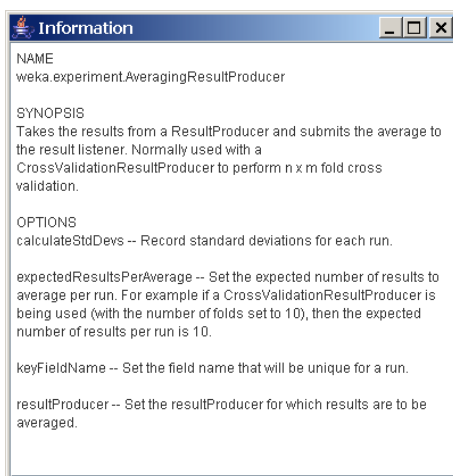 Information
NAME
weka.experiment.AveragingResultProducer
SYNOPSIS
Takes the results from a ResultProducer and submits the average to
the result listener. Normally used with a
CrossValidationResultProducer to perform n x m fold cross
validation.
OPTIONS
calculateStdDevs -- Record standard deviations for each run.
expectedResultsPerAverage -- Set the expected number of results to
average per run. For example if a CrossValidationResultProducer is
being used (with the number of folds set to 10), then the expected
number of results per run is 10.
keyFieldName -- Set the field name that will be unique for a run.
resultProducer -- Set the resultProducer for which results are to be
averaged.